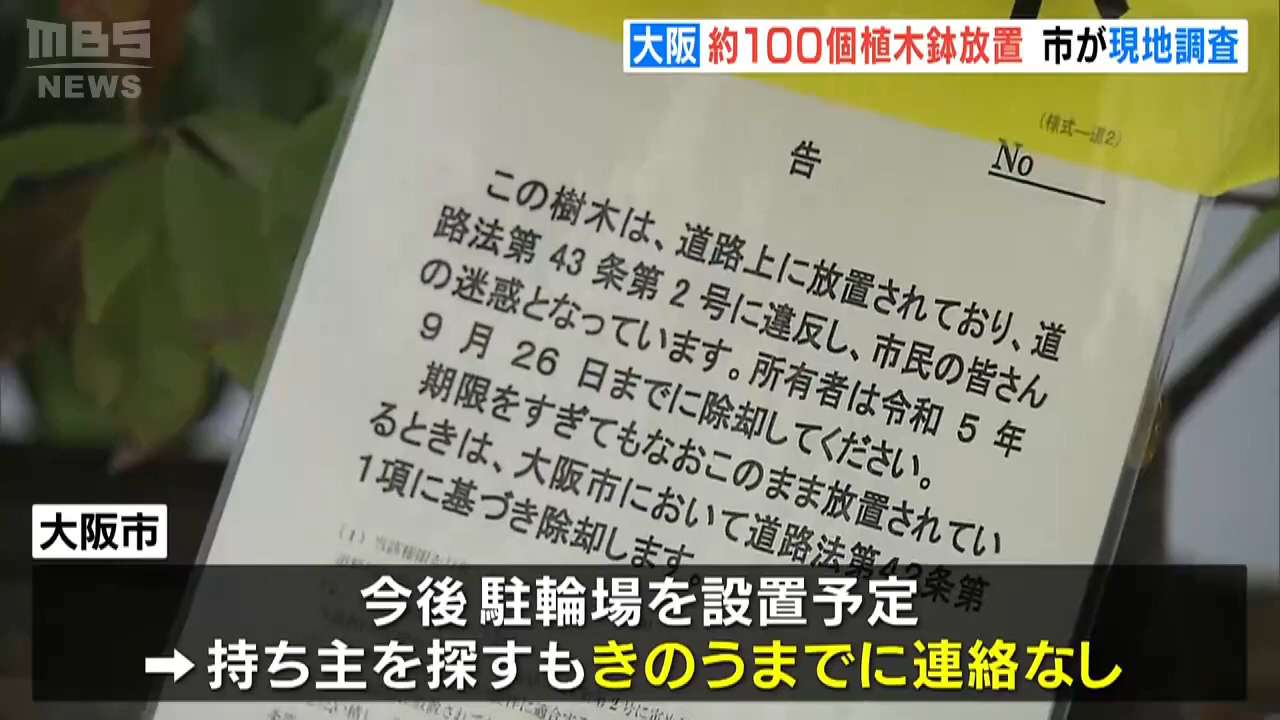 MBS
NEWS
大阪 約100個植木鉢放置 市が現地調査
(様式―道2)
告
No
この樹木は、道路上に放置されており、道
路法第43条第2号に違反し、市民の皆さん
の迷惑となっています。所有者は令和5年
9月26日までに除却してください。
期限をすぎてもなおこのまま放置されてい
るときは、大阪市において道路法第42条第
1項に基づき除却します。
大阪市
今後 駐輪場を設置予定
➡持ち主を探すもきのうまでに連絡なし